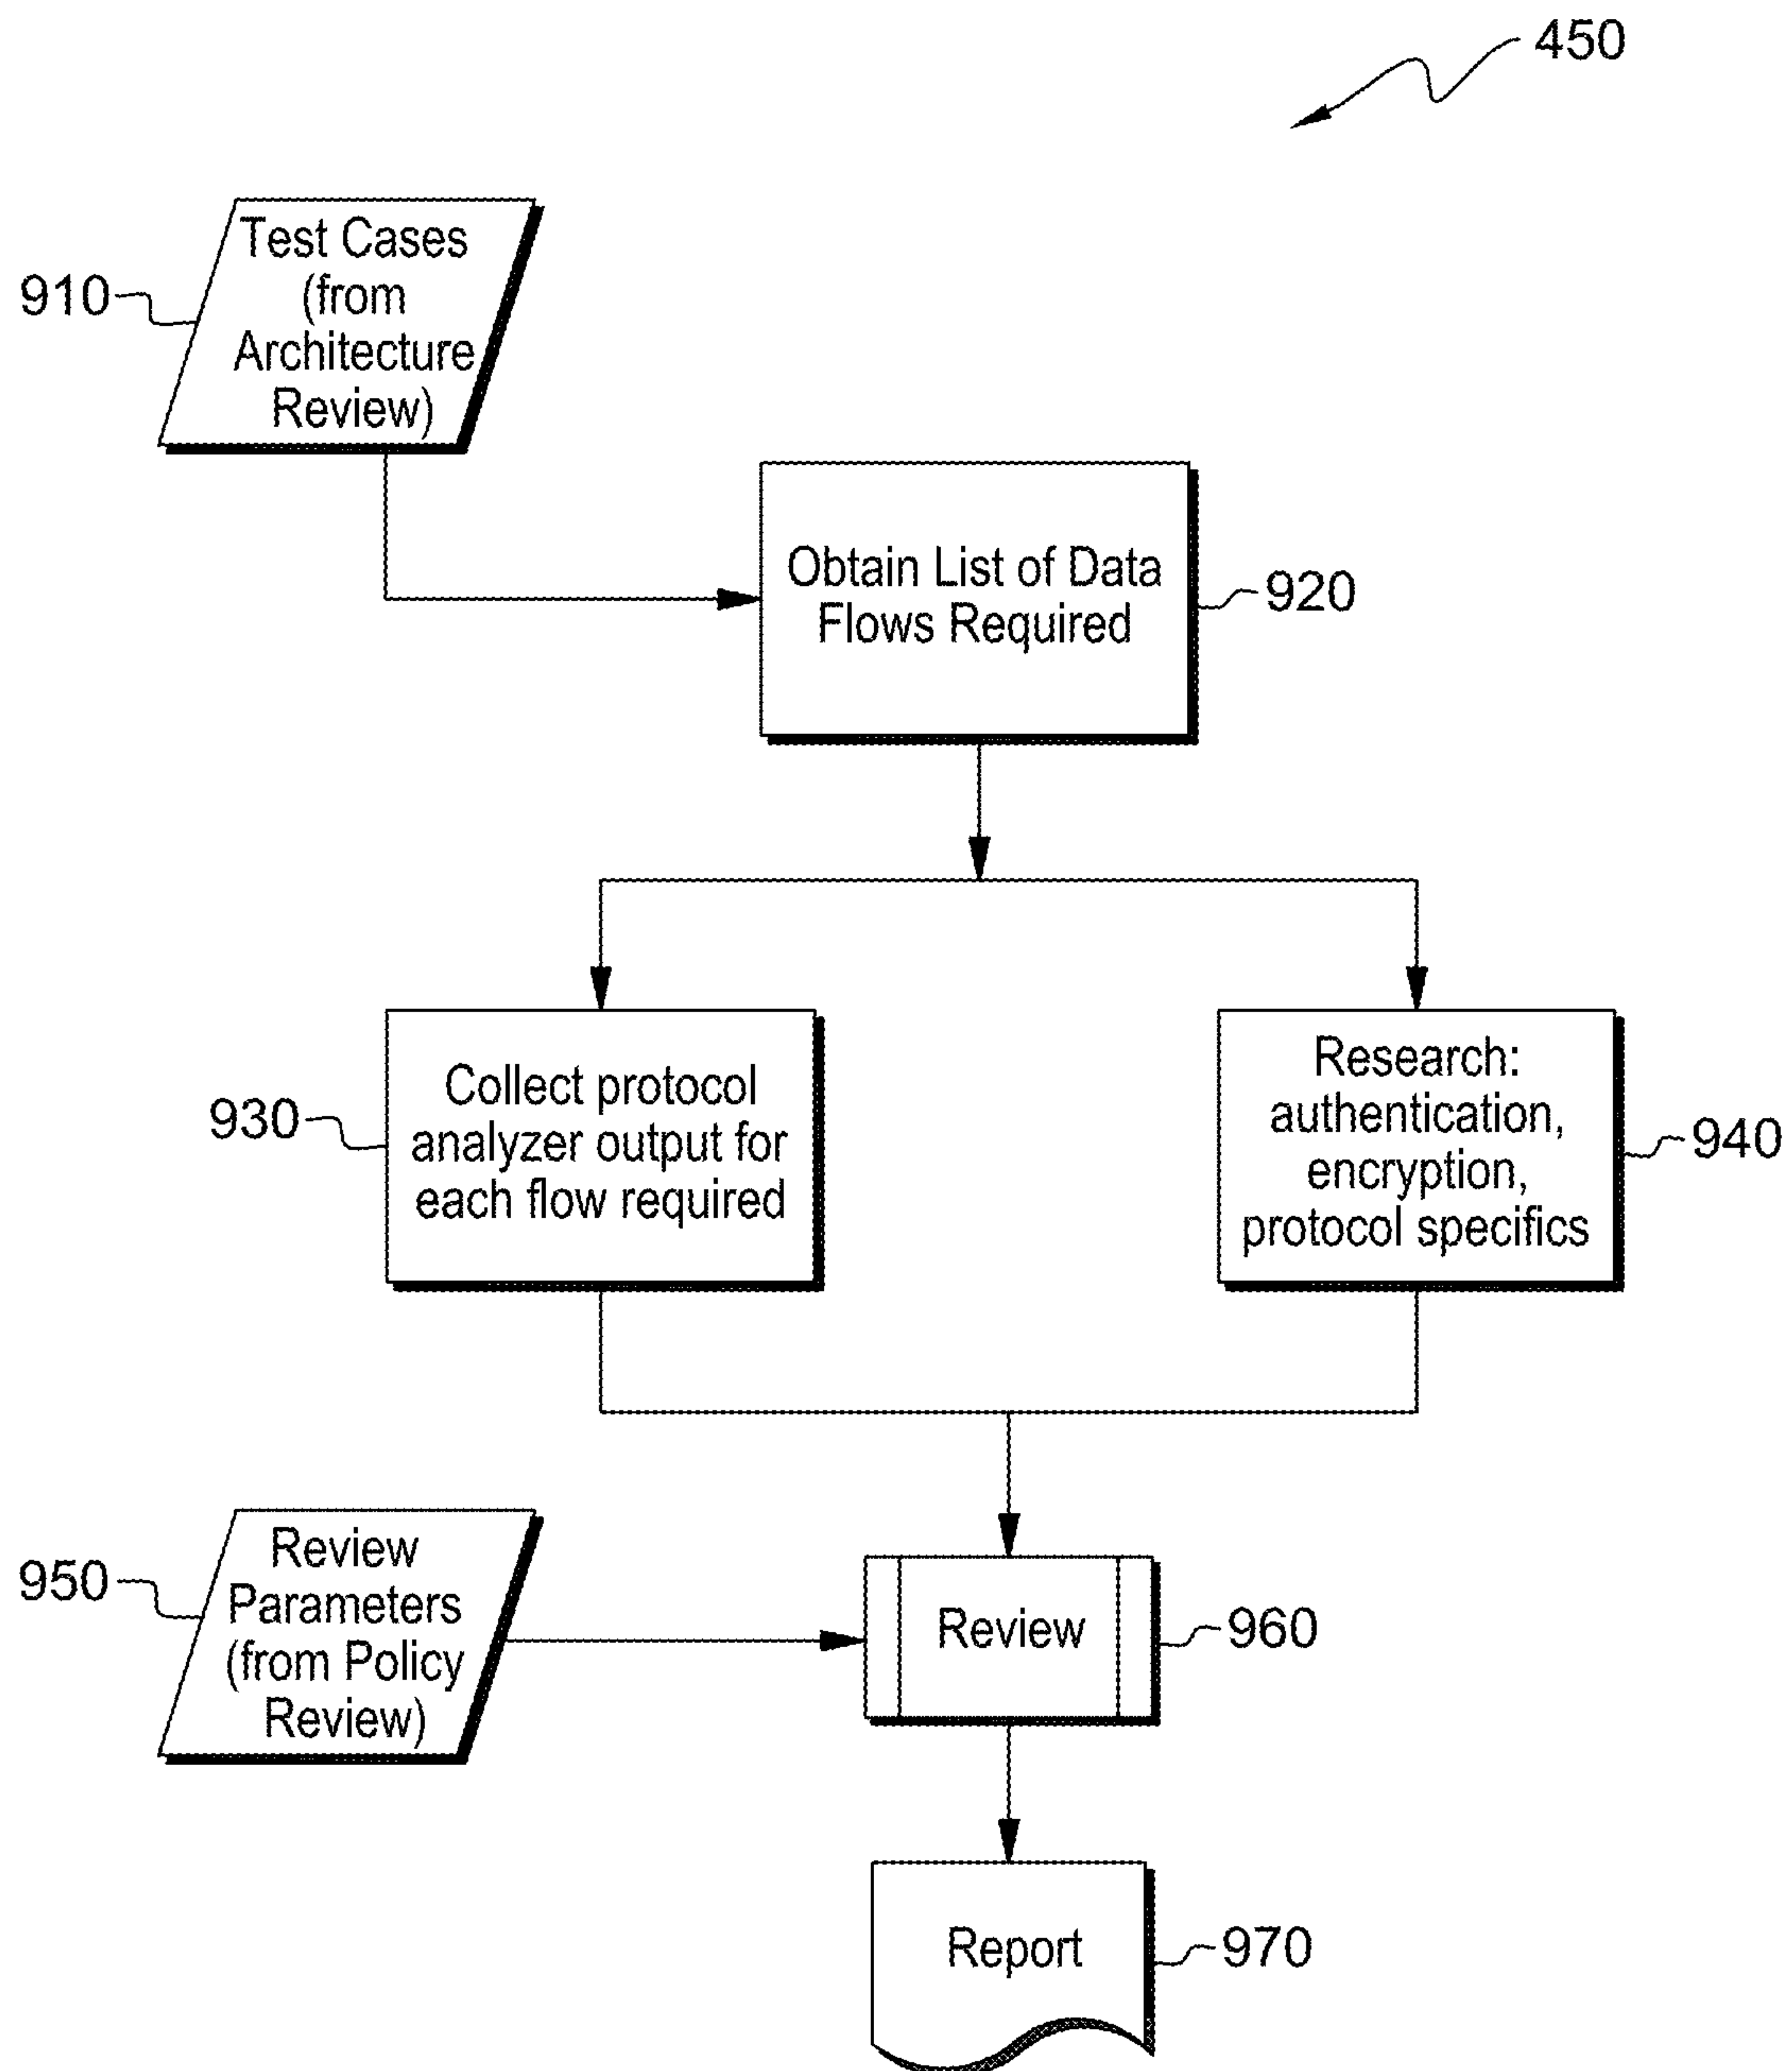 450
910
Test Cases
(from
Architecture
Review)
Obtain List of Data
Flows Required
920
930
Collect protocol
analyzer output for
each flow required
Research:
authentication,
encryption,
protocol specifics
940
950
Review
Parameters
(from Policy
Review)
Review
960
Report
970